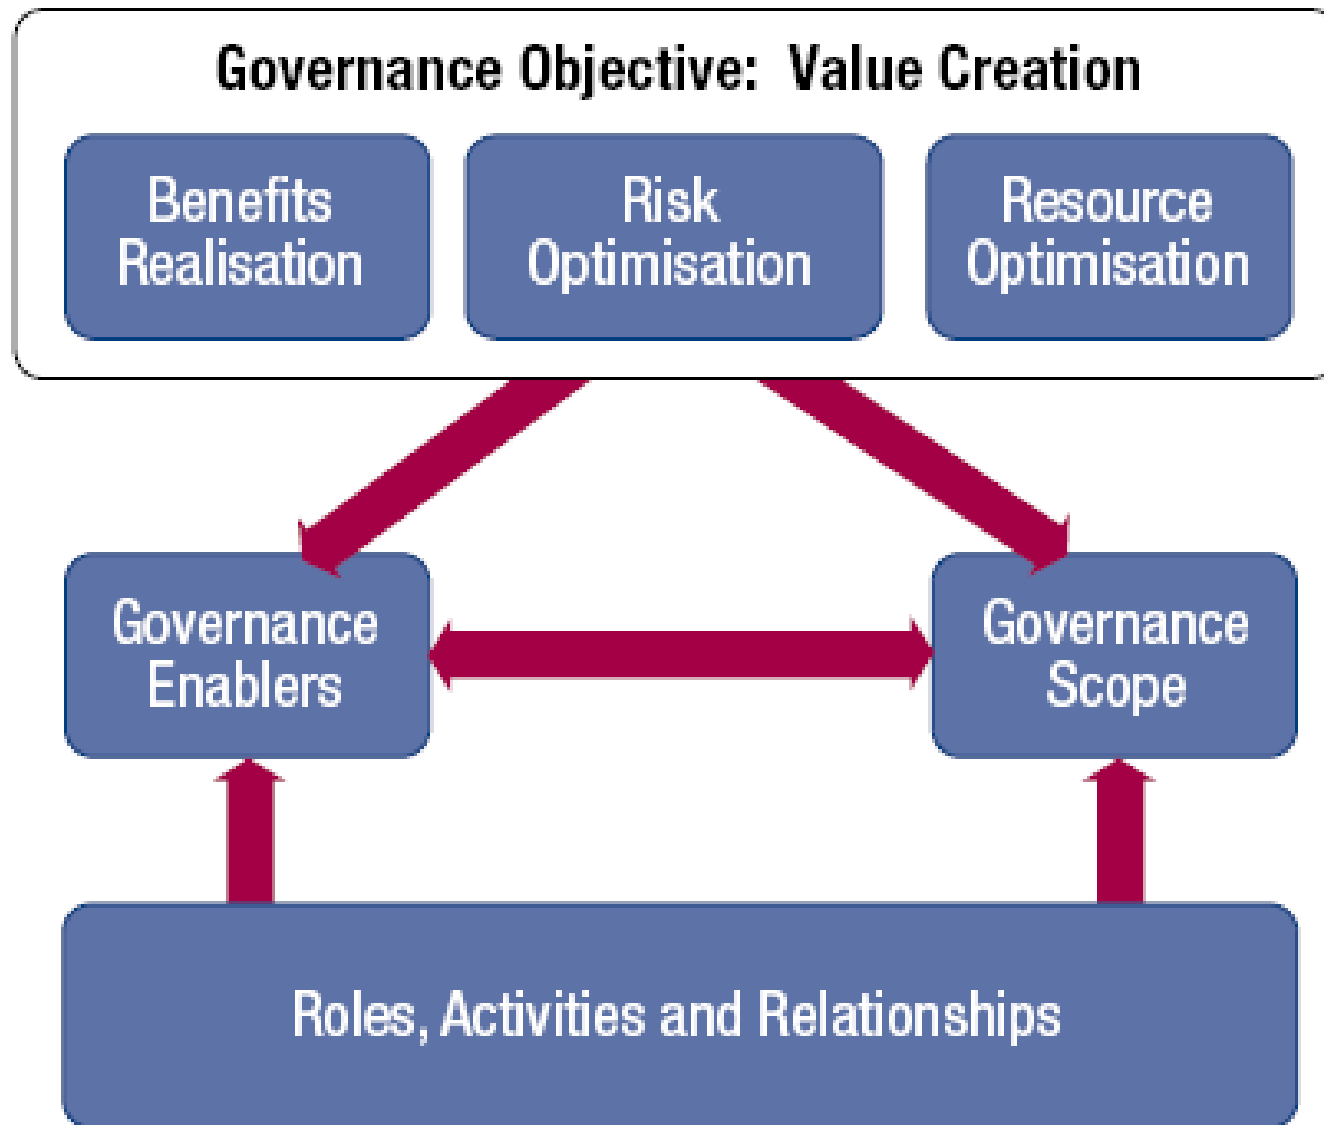 Governance Objective: Value Creation
Benefits
Realisation
Risk
Optimisation
Resource
Optimisation
Governance
Enablers
Governance
Scope
Roles, Activities and Relationships